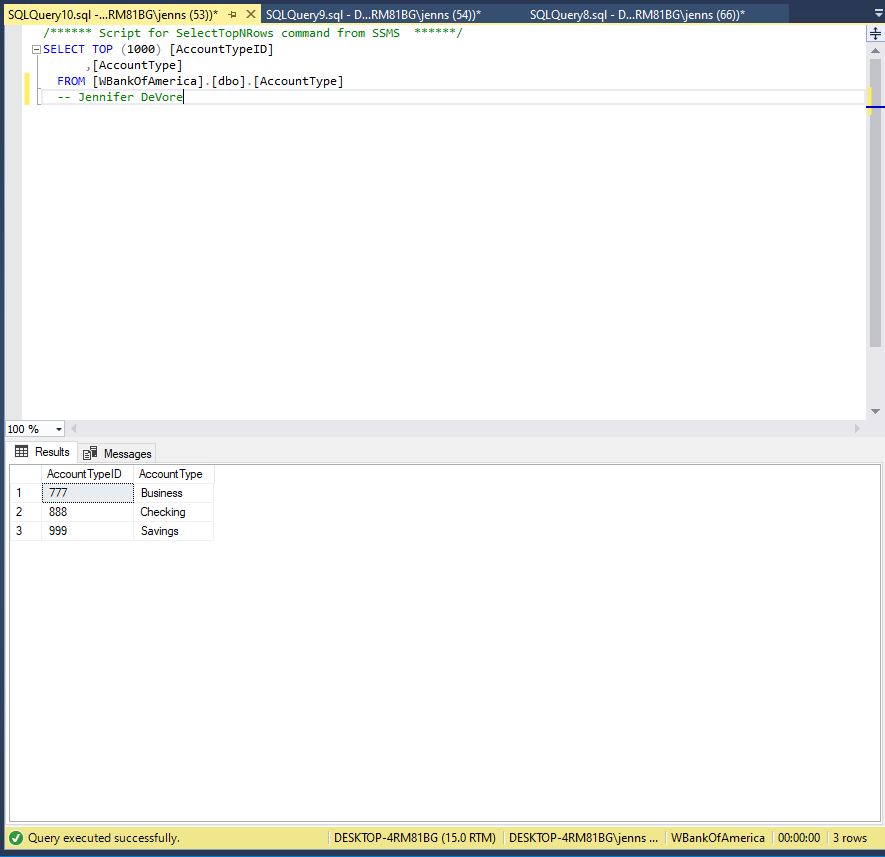 SQLQuery10.sql -...RM81BG\jenns (53))* SQLQuery9.sql - D...RM81BG\jenns (54))* SQLQuery8.sql - D...RM81BG\jenns (66))*
/****** Script for SelectTopNRows command from SSMS  ******/
SELECT TOP (1000) [AccountTypeID]
,[AccountType]
FROM [WBankOfAmerica].[dbo].[AccountType]
-- Jennifer DeVore
100 %
Results Messages
AccountTypeID AccountType
1 777 Business
2 888 Checking
3 999 Savings
Query executed successfully. DESKTOP-4RM81BG (15.0 RTM) DESKTOP-4RM81BG\jenns ... WBankOfAmerica 00:00:00 3 rows